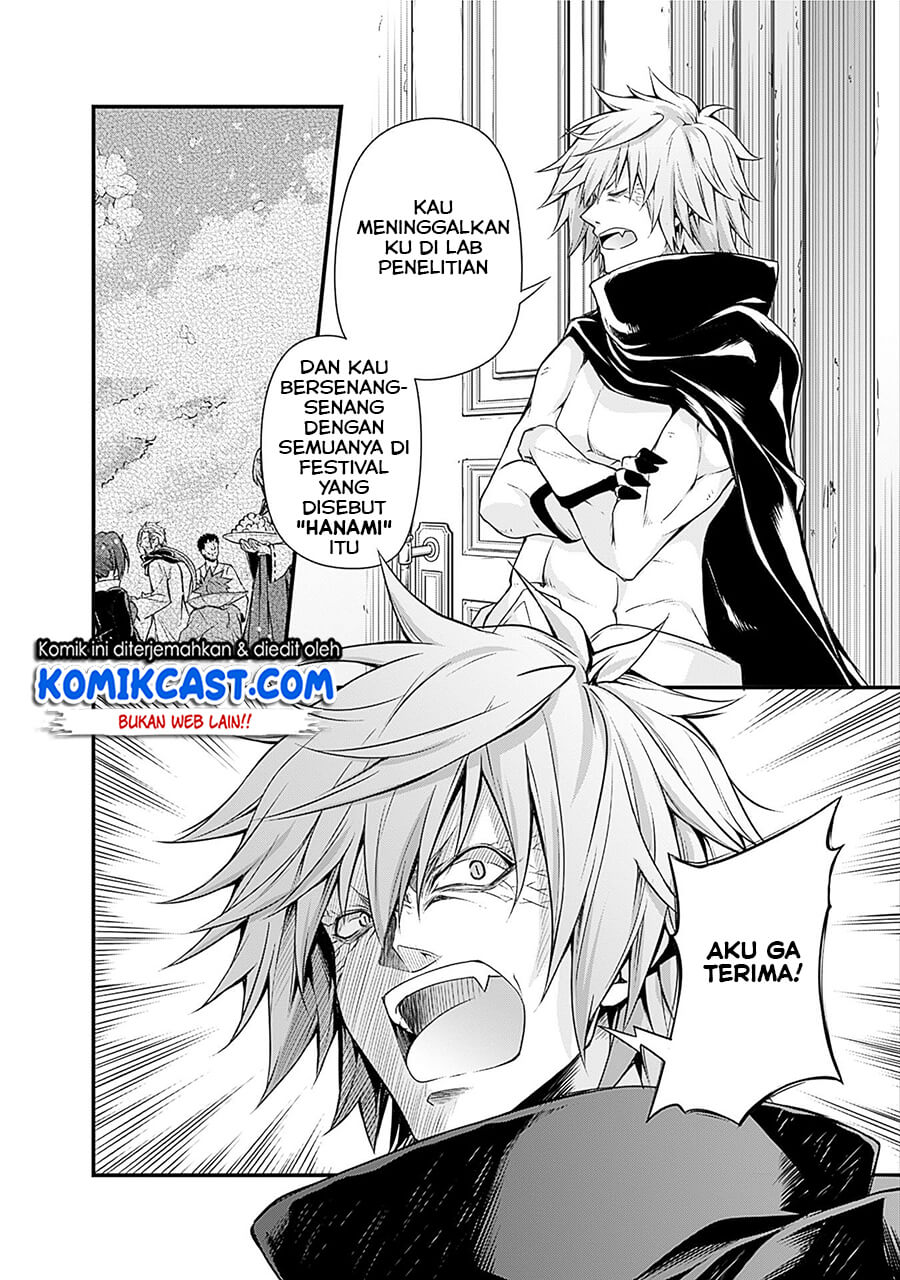 KAU
MENINGGALKAN
KU DI LAB
PENELITIAN
DAN KAU
BERSENANG-
SENANG
DENGAN
SEMUANYA DI
FESTIVAL
YANG
DISEBUT
"HANAMI"
ITU
Komik ini diterjemahkan & diedit oleh
KOMIKCAST.COM
BUKAN WEB LAIN!!
AKU GA
TERIMA!